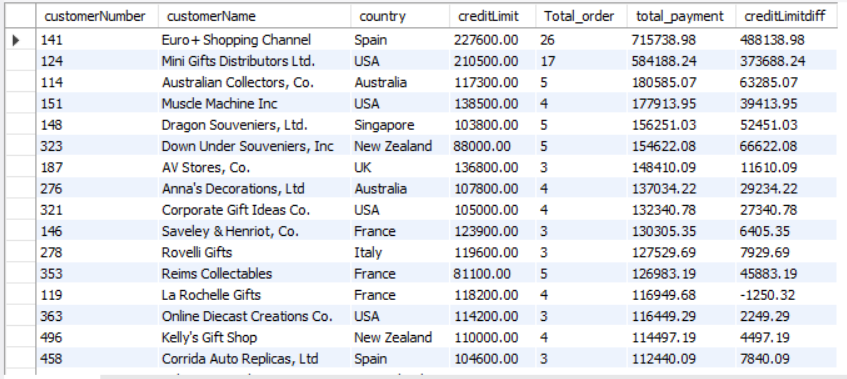 customerNumber customerName country creditLimit Total_order total_payment creditLimitdiff
141 Euro+ Shopping Channel Spain 227600.00 26 715738.98 488138.98
124 Mini Gifts Distributors Ltd. USA 210500.00 17 584188.24 373688.24
114 Australian Collectors, Co. Australia 117300.00 5 180585.07 63285.07
151 Muscle Machine Inc USA 138500.00 4 177913.95 39413.95
148 Dragon Souveniers, Ltd. Singapore 103800.00 5 156251.03 52451.03
323 Down Under Souveniers, Inc New Zealand 88000.00 5 154622.08 66622.08
187 AV Stores, Co. UK 136800.00 3 148410.09 11610.09
276 Anna's Decorations, Ltd Australia 107800.00 4 137034.22 29234.22
321 Corporate Gift Ideas Co. USA 105000.00 4 132340.78 27340.78
146 Saveley & Henriot, Co. France 123900.00 3 130305.35 6405.35
278 Rovelli Gifts Italy 119600.00 3 127529.69 7929.69
353 Reims Collectables France 81100.00 5 126983.19 45883.19
119 La Rochelle Gifts France 118200.00 4 116949.68 -1250.32
363 Online Diecast Creations Co. USA 114200.00 3 116449.29 2249.29
496 Kelly's Gift Shop New Zealand 110000.00 4 114497.19 4497.19
458 Corrida Auto Replicas, Ltd Spain 104600.00 3 112440.09 7840.09